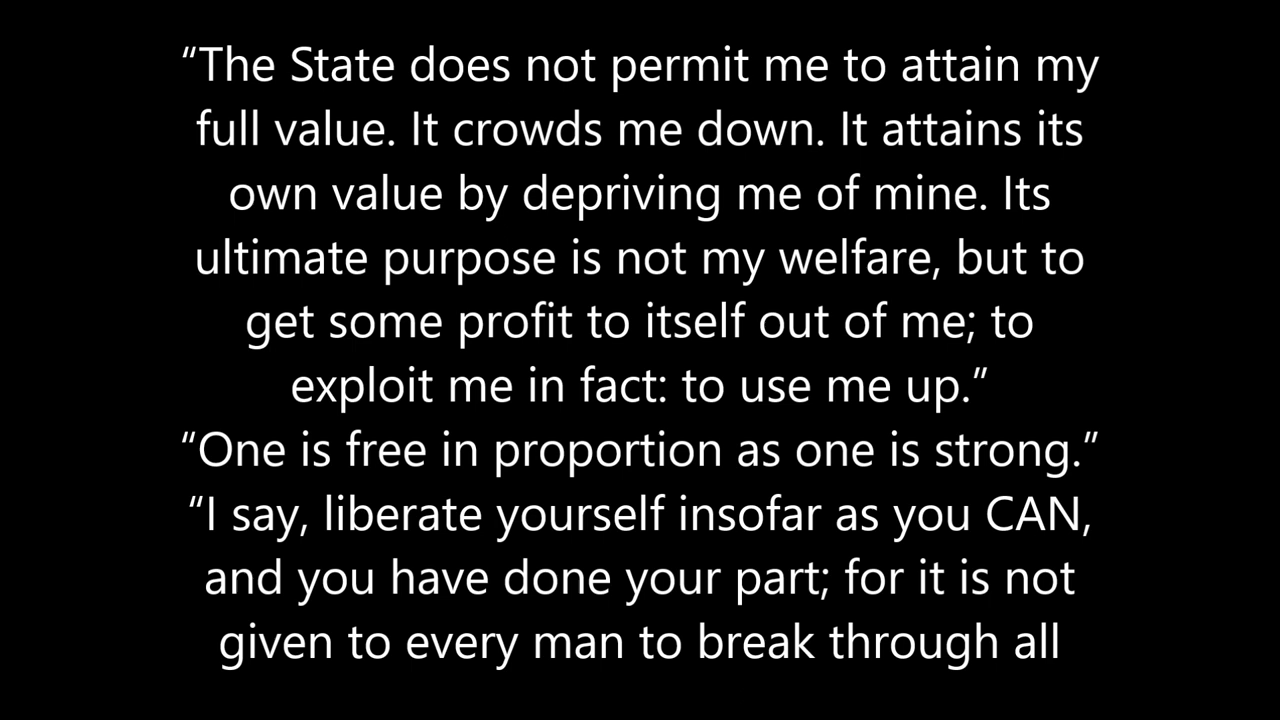 “The State does not permit me to attain my
full value. It crowds me down. It attains its
own value by depriving me of mine. Its
ultimate purpose is not my welfare, but to
get some profit to itself out of me; to
exploit me in fact: to use me up.”
“One is free in proportion as one is strong.”
“I say, liberate yourself insofar as you CAN,
and you have done your part; for it is not
given to every man to break through all